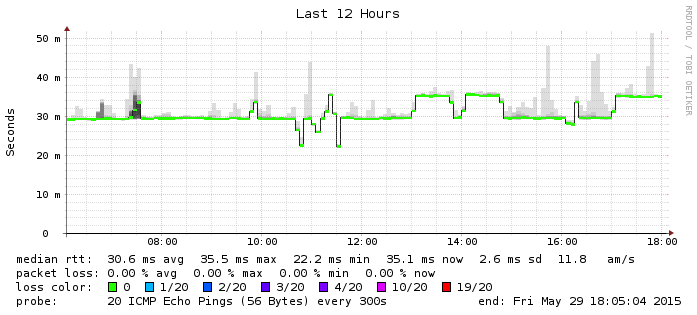 Last 12 Hours
RRDTOOL / TOBI OETIKER
Seconds
50 m
40 m
30 m
20 m
10 m
0
08:00 10:00 12:00 14:00 16:00 18:00
median rtt: 30.6 ms avg 35.5 ms max 22.2 ms min 35.1 ms now 2.6 ms sd 11.8 am/s
packet loss: 0.00 % avg 0.00 % max 0.00 % min 0.00 % now
loss color: 0 1/20 2/20 3/20 4/20 10/20 19/20
probe: 20 ICMP Echo Pings (56 Bytes) every 300s end: Fri May 29 18:05:04 2015